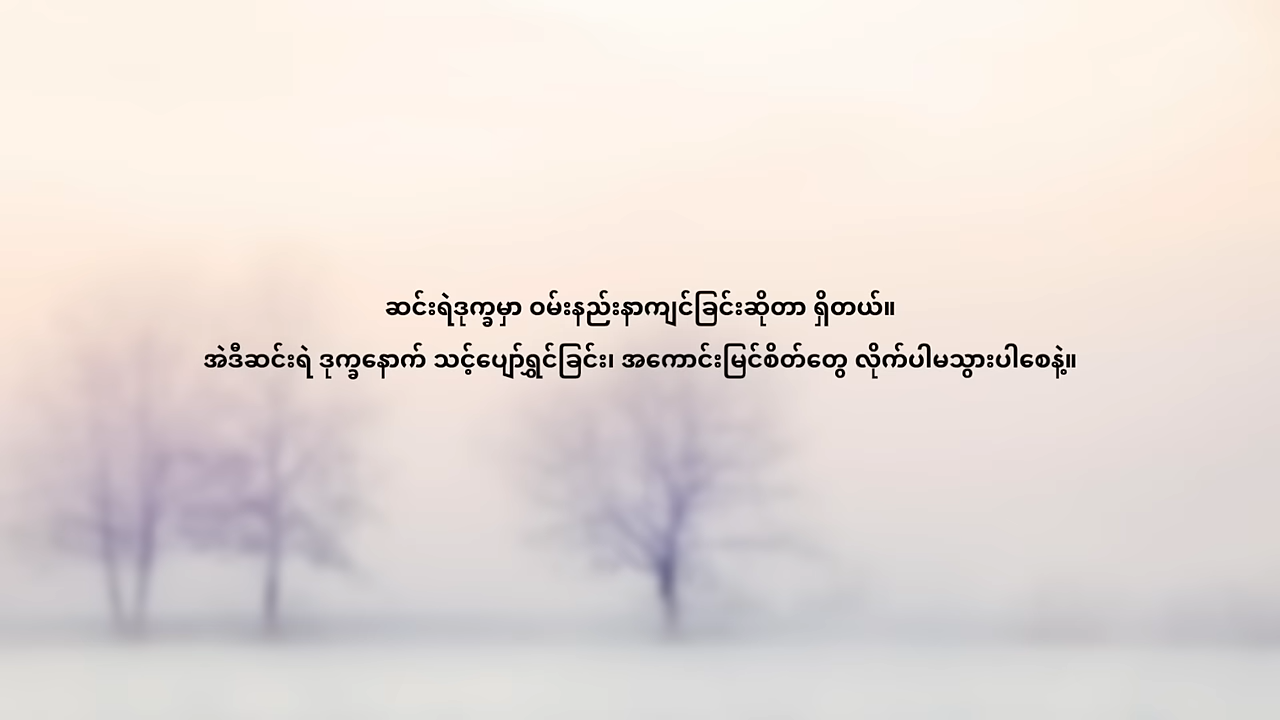 ဆင်းရဲဒုက္ခမှာ ဝမ်းနည်းနာကျင်ခြင်းဆိုတာ ရှိတယ်။
အဲဒီဆင်းရဲ ဒုက္ခနောက် သင့်ပျော်ရွှင်ခြင်း၊ အကောင်းမြင်စိတ်တွေ လိုက်ပါမသွားပါစေနဲ့။